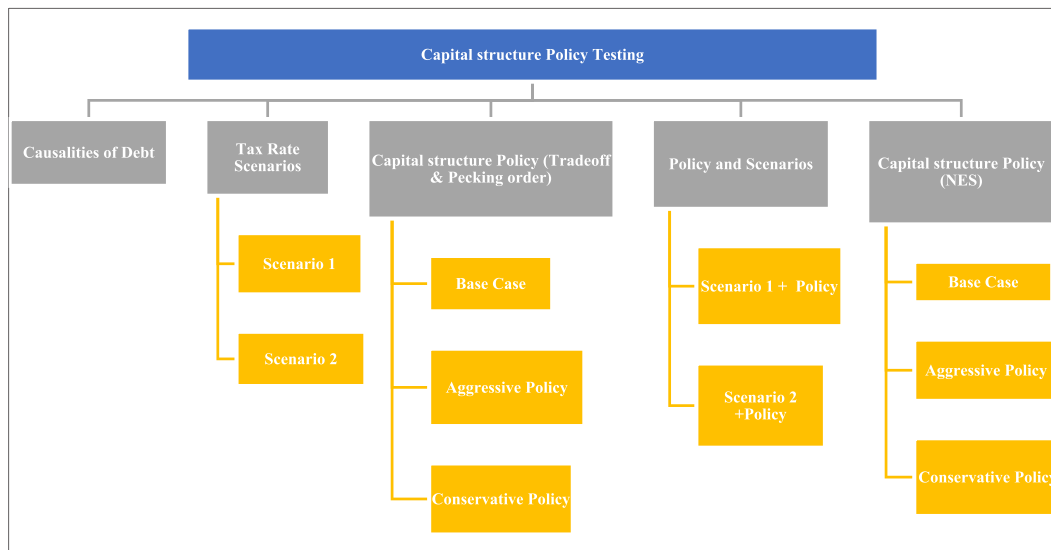 Capital structure Policy Testing
Causalities of Debt
Tax Rate
Scenarios
Scenario 1
Scenario 2
Capital structure Policy (Tradeoff
& Pecking order)
Base Case
Aggressive Policy
Conservative Policy
Policy and Scenarios
Scenario 1 + Policy
Scenario 2
+Policy
Capital structure Policy
(NES)
Base Case
Aggressive Policy
Conservative Policy